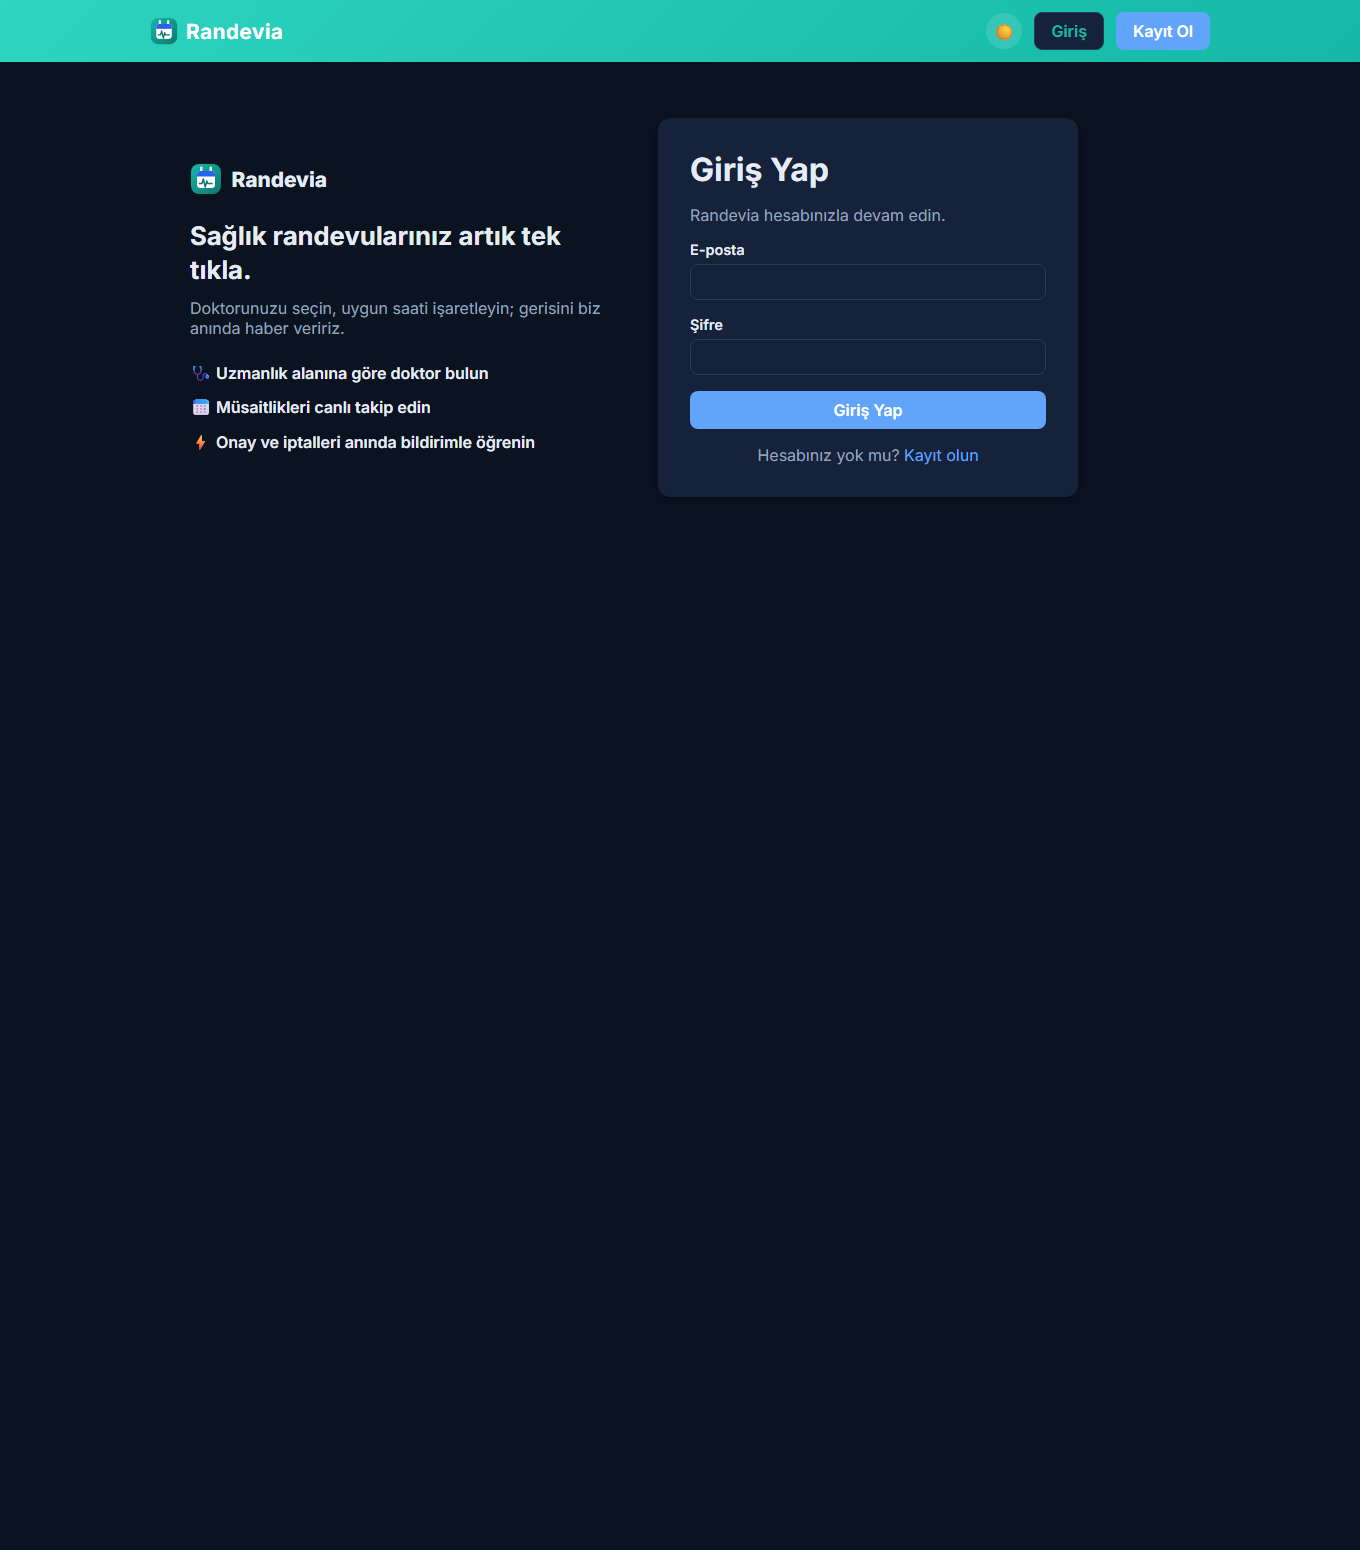 Randevia
Giriş
Kayıt Ol
Randevia
Sağlık randevularınız artık tek
tıkla.
Doktorunuzu seçin, uygun saati işaretleyin; gerisini biz
anında haber veririz.
Uzmanlık alanına göre doktor bulun
Müsaitlikleri canlı takip edin
Onay ve iptalleri anında bildirimle öğrenin
Giriş Yap
Randevia hesabınızla devam edin.
E-posta
Şifre
Giriş Yap
Hesabınız yok mu? Kayıt olun